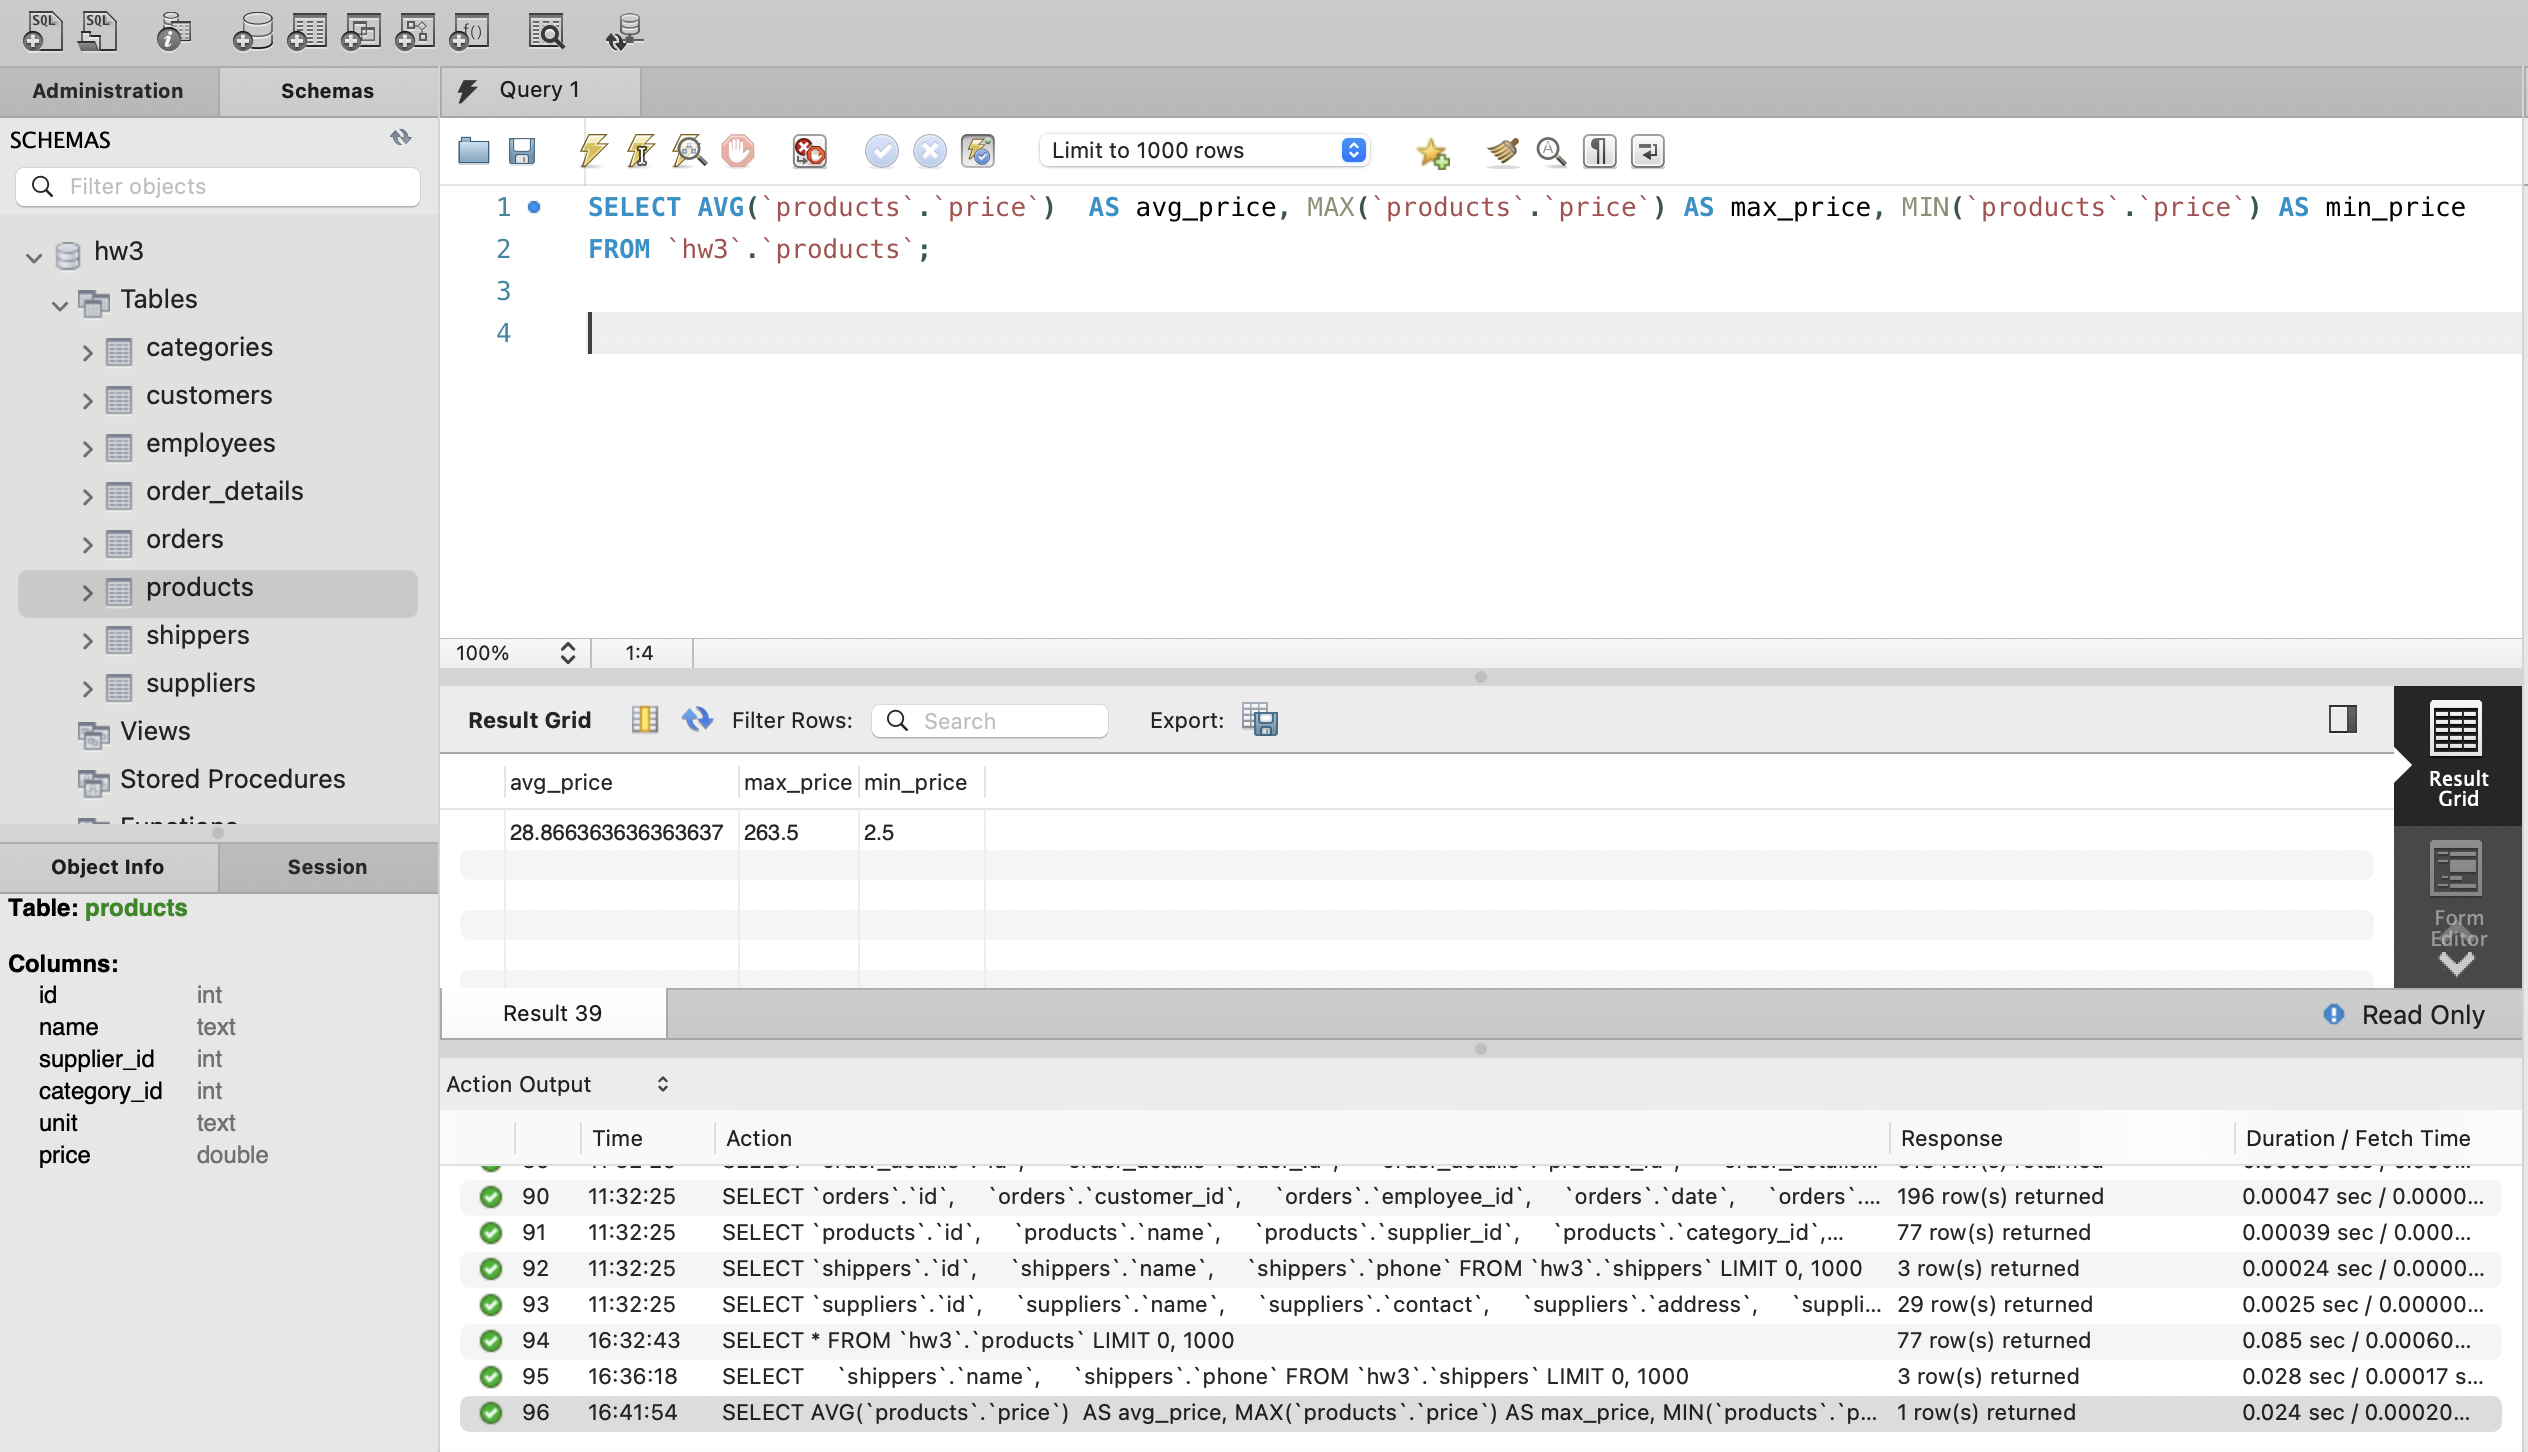 SQL
SQL
Administration
Schemas
Query 1
SCHEMAS
Filter objects
Limit to 1000 rows
hw3
Tables
categories
customers
employees
order_details
orders
products
shippers
suppliers
Views
Stored Procedures
Functions
1 SELECT AVG(`products`.`price`)  AS avg_price, MAX(`products`.`price`) AS max_price, MIN(`products`.`price`) AS min_price
2 FROM `hw3`.`products`;
3
4
100%
1:4
Result Grid
Filter Rows:
Search
Export:
avg_price max_price min_price
28.866363636363637 263.5 2.5
Result Grid
Form Editor
Result 39
Read Only
Object Info
Session
Table: products
Columns:
id int
name text
supplier_id int
category_id int
unit text
price double
Action Output
Time Action Response Duration / Fetch Time
90 11:32:25 SELECT `orders`.`id`,     `orders`.`customer_id`,     `orders`.`employee_id`,     `orders`.`date`,     `orders`.... 196 row(s) returned 0.00047 sec / 0.0000...
91 11:32:25 SELECT `products`.`id`,     `products`.`name`,     `products`.`supplier_id`,     `products`.`category_id`,... 77 row(s) returned 0.00039 sec / 0.000...
92 11:32:25 SELECT `shippers`.`id`,     `shippers`.`name`,     `shippers`.`phone` FROM `hw3`.`shippers` LIMIT 0, 1000 3 row(s) returned 0.00024 sec / 0.0000...
93 11:32:25 SELECT `suppliers`.`id`,     `suppliers`.`name`,     `suppliers`.`contact`,     `suppliers`.`address`,     `suppli... 29 row(s) returned 0.0025 sec / 0.00000...
94 16:32:43 SELECT * FROM `hw3`.`products` LIMIT 0, 1000 77 row(s) returned 0.085 sec / 0.00060...
95 16:36:18 SELECT     `shippers`.`name`,     `shippers`.`phone` FROM `hw3`.`shippers` LIMIT 0, 1000 3 row(s) returned 0.028 sec / 0.00017 s...
96 16:41:54 SELECT AVG(`products`.`price`)  AS avg_price, MAX(`products`.`price`) AS max_price, MIN(`products`.`p... 1 row(s) returned 0.024 sec / 0.00020...